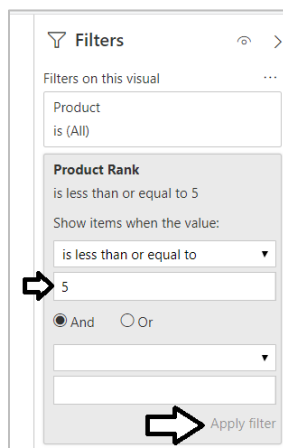 Filters
Filters on this visual
...
Product
is (All)
Product Rank
is less than or equal to 5
Show items when the value:
is less than or equal to
5
And Or
Apply filter